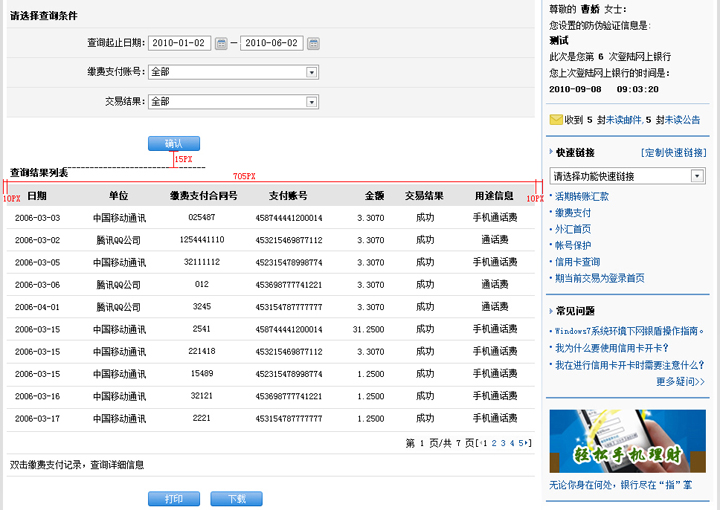 请选择查询条件
查询起止日期: 2010-01-02 — 2010-06-02
缴费支付账号: 全部
交易结果: 全部
确认
15PX
查询结果列表
705PX
10PX 10PX
日期 单位 缴费支付合同号 支付账号 金额 交易结果 用途信息
2006-03-03 中国移动通讯 025487 458744441200014 3.3070 成功 手机通话费
2006-03-02 腾讯QQ公司 1254441110 453215469877112 3.3070 成功 通话费
2006-03-05 中国移动通讯 32111112 452315478998774 3.3070 成功 手机通话费
2006-03-06 腾讯QQ公司 012 453698777741221 3.3070 成功 通话费
2006-04-01 腾讯QQ公司 3245 453154787777777 3.3070 成功 通话费
2006-03-15 中国移动通讯 2541 458744441200014 31.2500 成功 手机通话费
2006-03-15 中国移动通讯 221418 453215469877112 3.3070 成功 手机通话费
2006-03-15 中国移动通讯 15489 452315478998774 1.2500 成功 手机通话费
2006-03-16 中国移动通讯 32121 453698777741221 1.2500 成功 手机通话费
2006-03-17 中国移动通讯 2221 453154787777777 1.2500 成功 手机通话费
第 1 页/共 7 页[1 2 3 4 5]
双击缴费支付记录，查询详细信息
打印 下载
尊敬的 曹娇 女士:
您设置的防伪验证信息是:
测试
此次是您第 6 次登陆网上银行
您上次登陆网上银行的时间是:
2010-09-08 09:03:20
收到 5 封未读邮件,5 封未读公告
快速链接 [定制快速链接]
请选择功能快速链接
活期转账汇款
缴费支付
外汇首页
帐号保护
信用卡查询
期当前交易为登录首页
常见问题
Windows7系统环境下网银盾操作指南。
我为什么要使用信用卡开卡？
我在进行信用卡开卡时需要注意什么？
更多疑问>>
轻松手机理财
无论你身在何处，银行尽在“指”掌